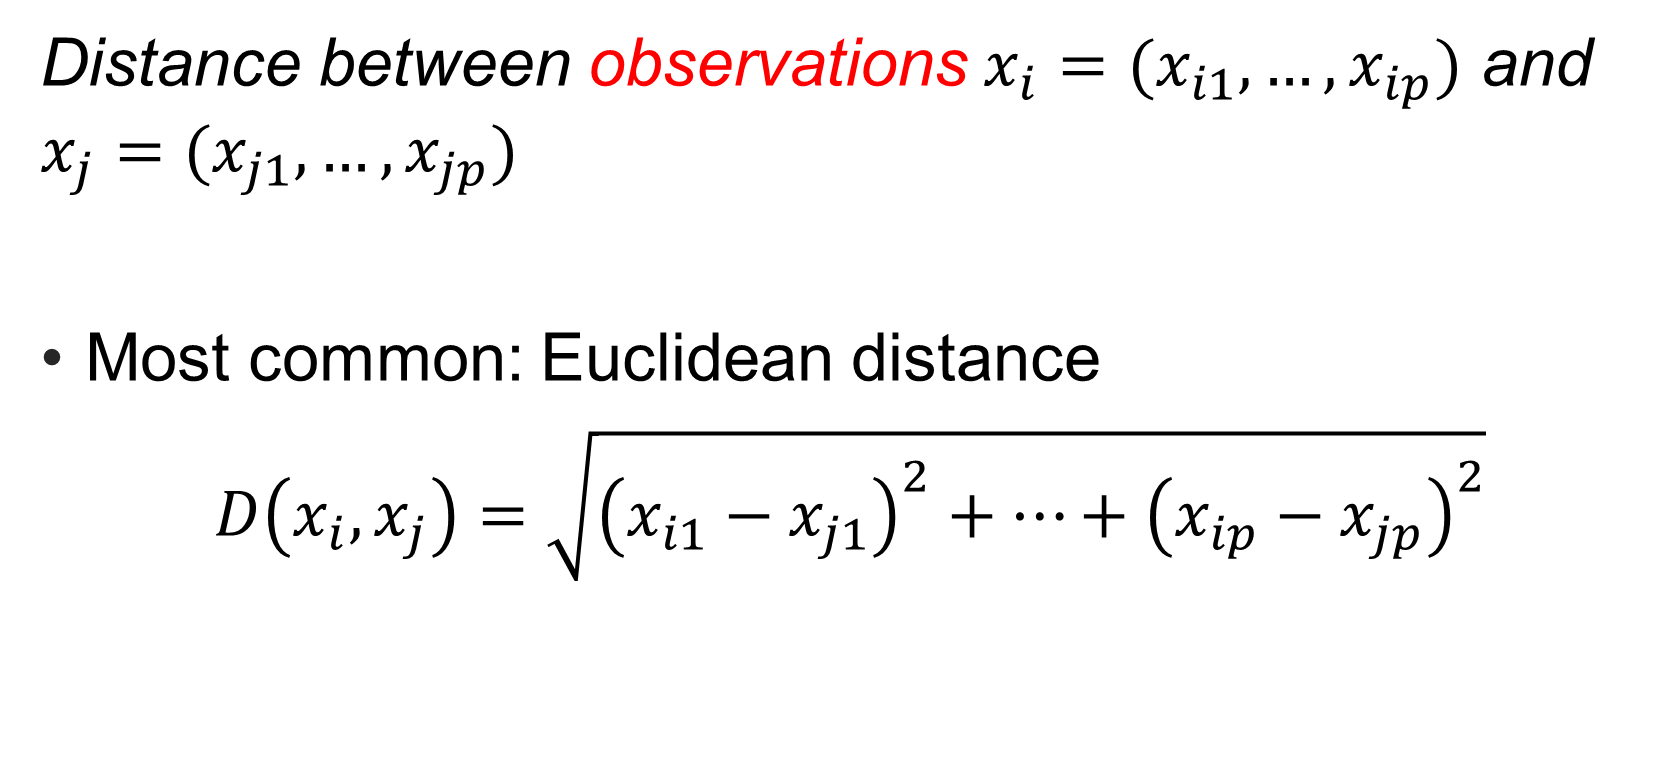 Distance between observations 𝑥ᵢ = (𝑥ᵢ₁, … , 𝑥ᵢₚ) and
𝑥ⱼ = (𝑥ⱼ₁, … , 𝑥ⱼₚ)
• Most common: Euclidean distance
𝐷(𝑥ᵢ, 𝑥ⱼ) = √((𝑥ᵢ₁ − 𝑥ⱼ₁)² + ⋯ + (𝑥ᵢₚ − 𝑥ⱼₚ)²)